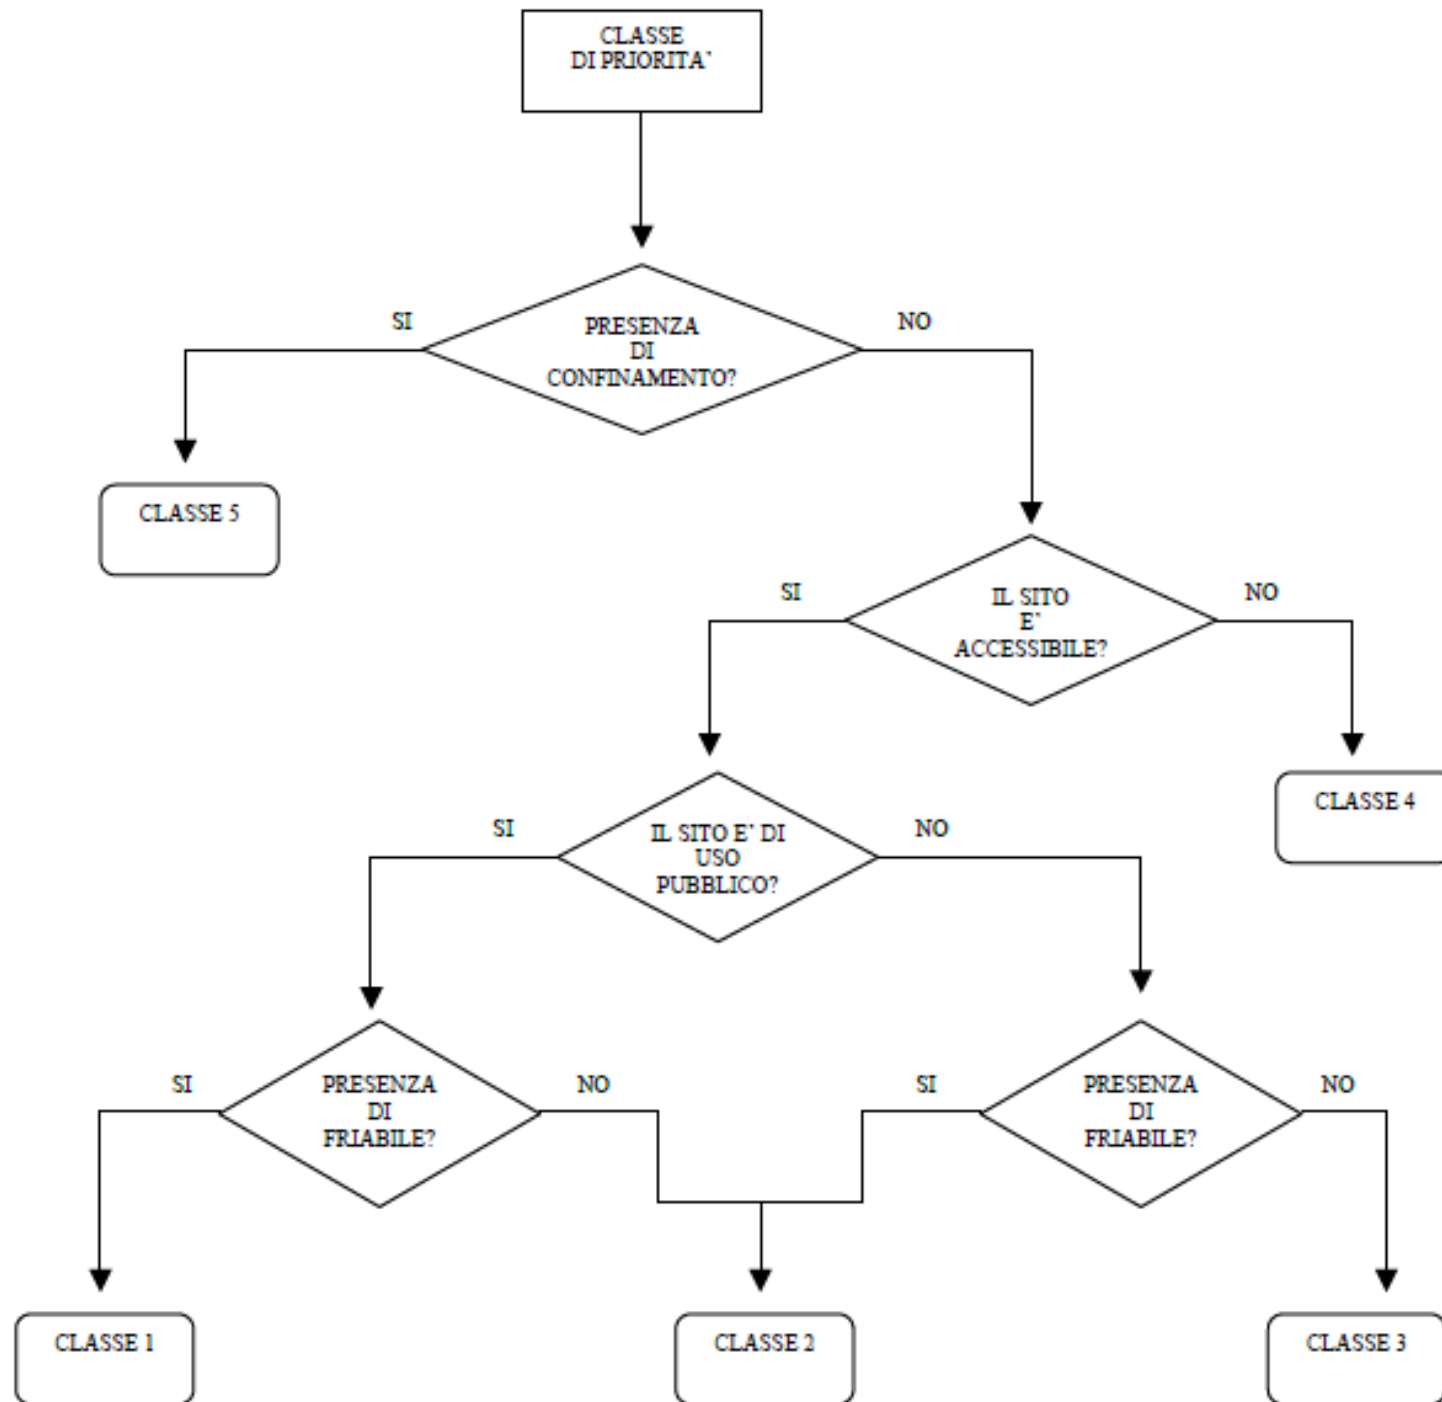 CLASSE
DI PRIORITA'
SI
NO
PRESENZA
DI
CONFINAMENTO?
CLASSE 5
SI
NO
IL SITO
E'
ACCESSIBILE?
CLASSE 4
SI
NO
IL SITO E' DI
USO
PUBBLICO?
SI
PRESENZA
DI
FRIABILE?
NO
SI
PRESENZA
DI
FRIABILE?
NO
CLASSE 1
CLASSE 2
CLASSE 3